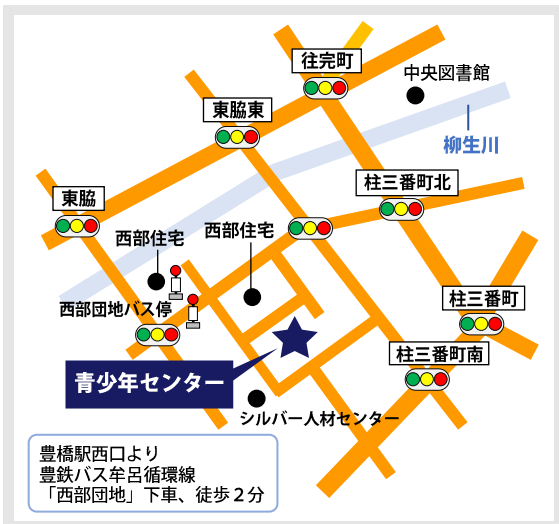 往完町
中央図書館
東脇東
柳生川
柱三番町北
東脇
西部住宅
西部住宅
柱三番町
西部団地バス停
柱三番町南
青少年センター
シルバー人材センター
豊橋駅西口より
豊鉄バス牟呂循環線
「西部団地」下車、徒歩２分